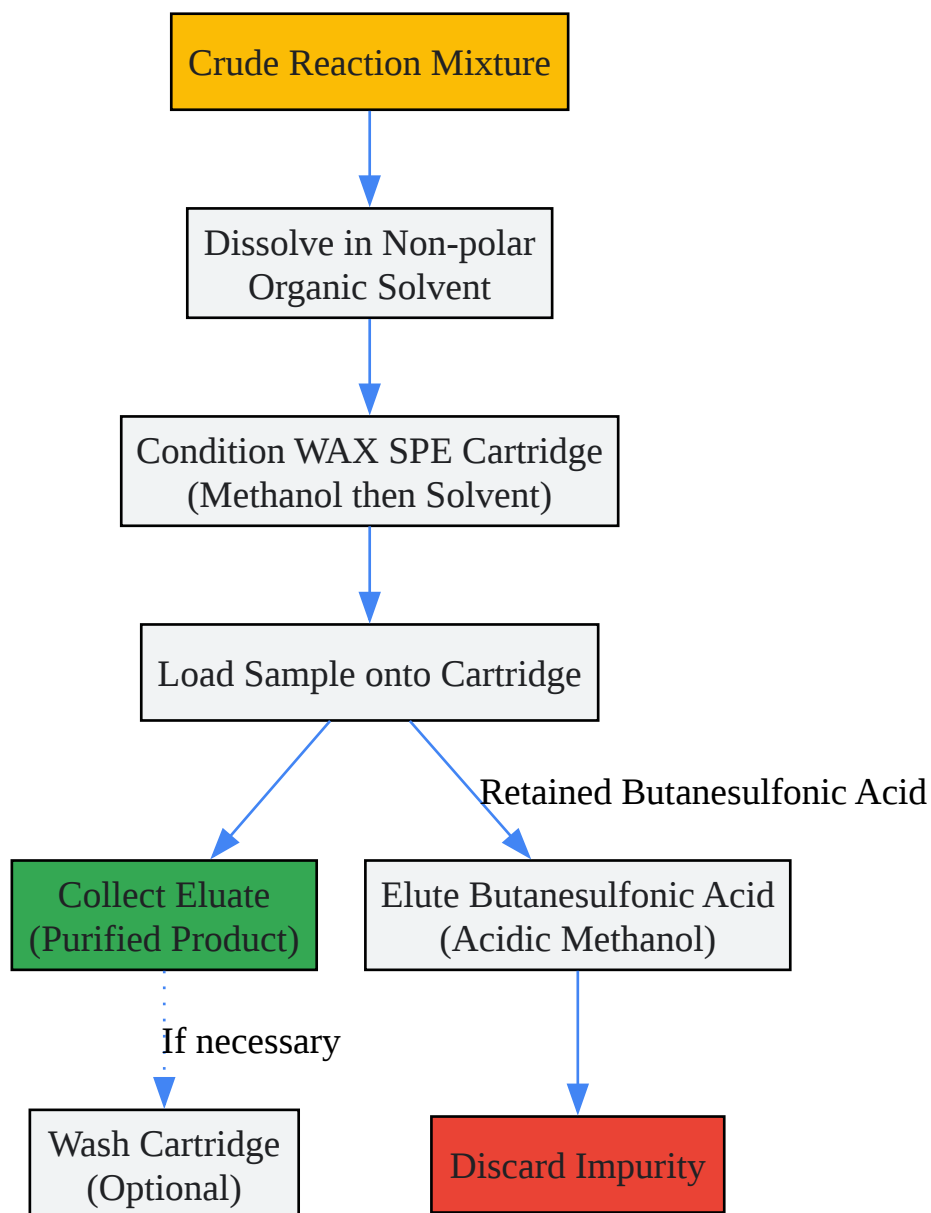 Crude Reaction Mixture
Dissolve in Non-polar
Organic Solvent
Condition WAX SPE Cartridge
(Methanol then Solvent)
Load Sample onto Cartridge
Retained Butanesulfonic Acid
Collect Eluate
(Purified Product)
Elute Butanesulfonic Acid
(Acidic Methanol)
If necessary
Wash Cartridge
(Optional)
Discard Impurity